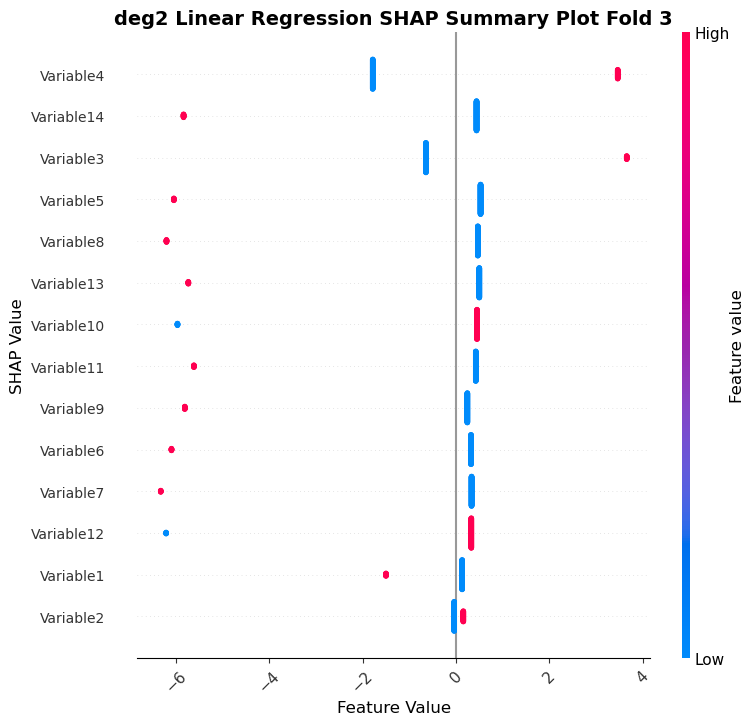 deg2 Linear Regression SHAP Summary Plot Fold 3
High
Variable4
Variable14
Variable3
Variable5
Variable8
Variable13
Variable10
Variable11
Variable9
Variable6
Variable7
Variable12
Variable1
Variable2
SHAP Value
Feature value
Low
−6
−4
−2
0
2
4
Feature Value